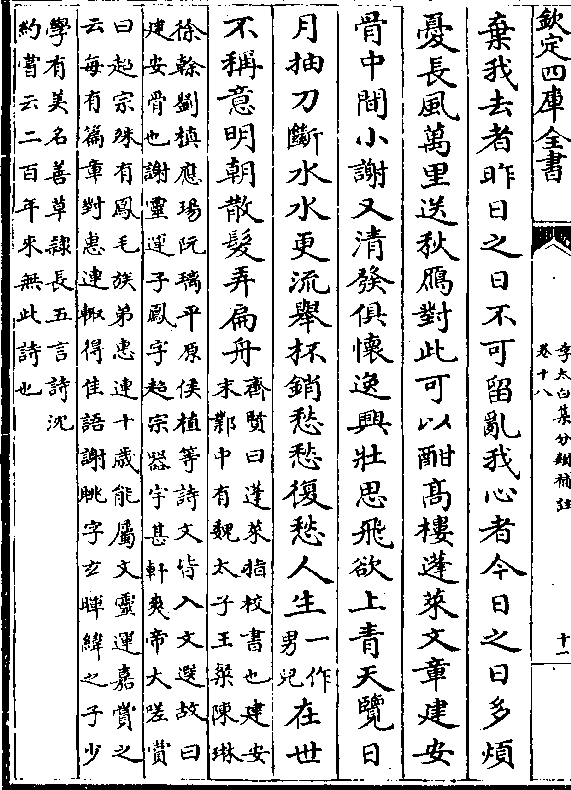 欽定四庫全書
李太白集分類補註
卷十八
十一
棄我去者昨日之日不可留亂我心者今日之日多煩
憂長風萬里送秋鴈對此可以酣髙樓蓬萊文章建安
骨中間小謝又清發俱懷逸興壯思飛欲上青天覽日
月抽刀斷水水更流舉杯銷愁愁復愁人生一作男兒在世
不稱意明朝散髮弄扁舟齊賢曰蓬萊指校書也建安
末鄴中有魏太子王粲陳琳
徐榦劉楨應瑒阮瑀平原侯植等詩文皆入文選故曰
建安骨也謝靈運子鳳字超宗器宇甚軒爽帝大嗟賞
曰超宗殊有鳳毛族弟惠連十歲能屬文靈運嘉賞之
云每有篇章對惠連輙得佳語謝朓字玄暉緯之子少
學有美名善草隸長五言詩沈
約嘗云二百年來無此詩也